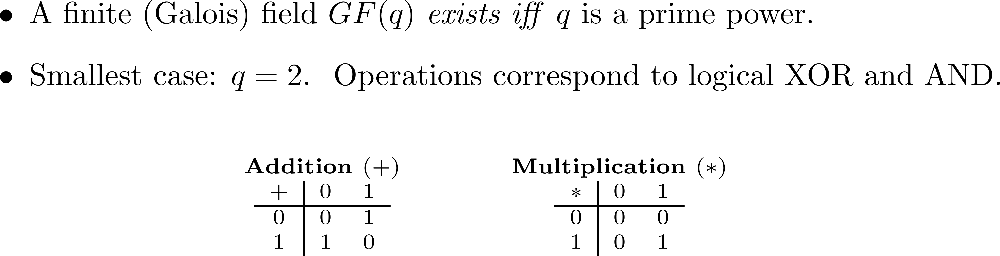 • A finite (Galois) field GF(q) exists iff q is a prime power.
• Smallest case: q = 2. Operations correspond to logical XOR and AND.
Addition (+) Multiplication (∗)
+ 0 1 ∗ 0 1
0 0 1 0 0 0
1 1 0 1 0 1